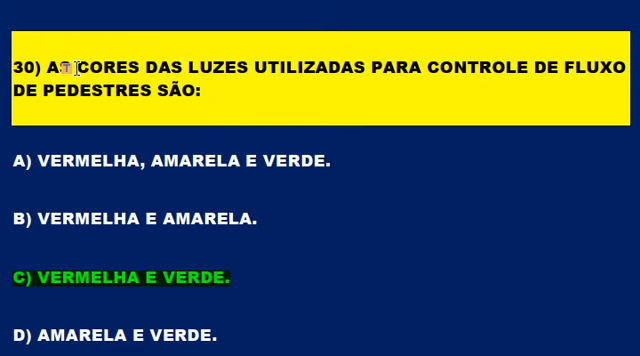 30) AS CORES DAS LUZES UTILIZADAS PARA CONTROLE DE FLUXO
DE PEDESTRES SÃO:
A) VERMELHA, AMARELA E VERDE.
B) VERMELHA E AMARELA.
C) VERMELHA E VERDE.
D) AMARELA E VERDE.